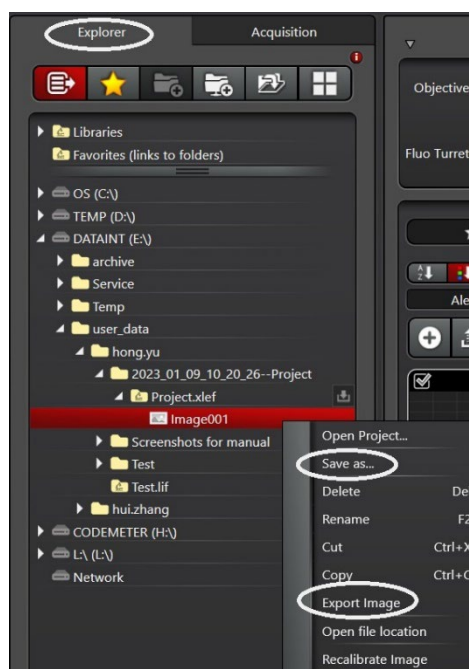 Explorer
Acquisition
i
Objective
Fluo Turret
Libraries
Favorites (links to folders)
OS (C:\)
TEMP (D:\)
DATAINT (E:\)
archive
Service
Temp
user_data
hong.yu
2023_01_09_10_20_26--Project
Project.xlef
Image001
Screenshots for manual
Test
Test.lif
hui.zhang
CODEMETER (H:\)
L:\ (L:\)
Network
A
Z
Ale
Open Project...
Save as...
Delete De
Rename F2
Cut Ctrl+X
Copy Ctrl+C
Export Image
Open file location
Recalibrate Image